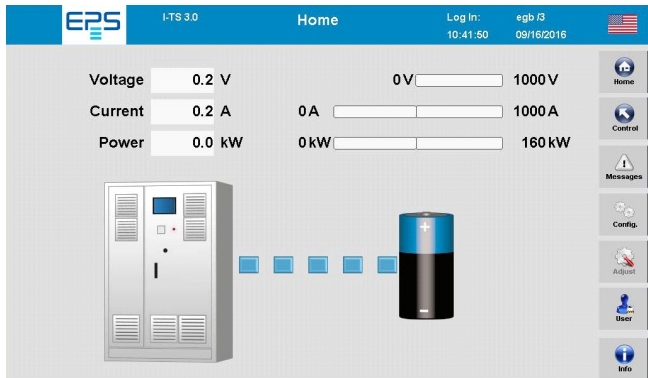 EPS
I-TS 3.0
Home
Log In:
egb /3
10:41:50
09/16/2016
Voltage 0.2 V
0 V 1000 V
Current 0.2 A
0 A 1000 A
Power 0.0 kW
0 kW 160 kW
+
-
Home
Control
Messages
Config.
Adjust
User
Info